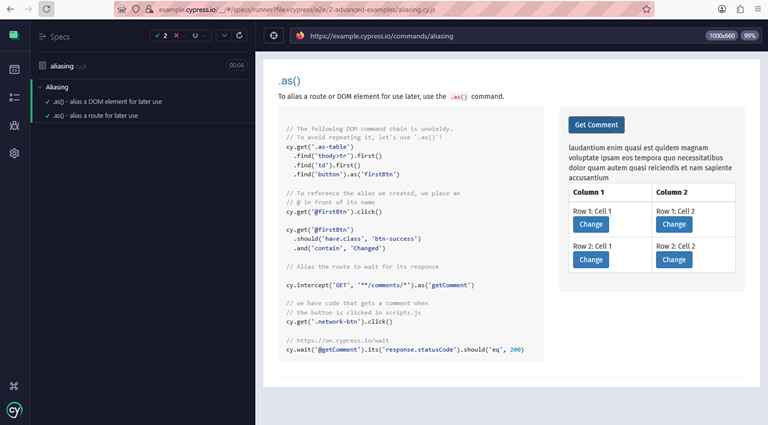 example.cypress.io/__/#/specs/runner?file=cypress/e2e/2-advanced-examples/aliasing.cy.js
Specs
2
--
--
https://example.cypress.io/commands/aliasing
1000x660
99%
aliasing.cy.js
00:04
Aliasing
.as() - alias a DOM element for later use
.as() - alias a route for later use
.as()
To alias a route or DOM element for use later, use the .as() command.
// The following DOM command chain is unwieldy.
// To avoid repeating it, let's use `.as()`!
cy.get('.as-table')
.find('tbody>tr').first()
.find('td').first()
.find('button').as('firstBtn')
// To reference the alias we created, we place an
// @ in front of its name
cy.get('@firstBtn').click()
cy.get('@firstBtn')
.should('have.class', 'btn-success')
.and('contain', 'Changed')
// Alias the route to wait for its response
cy.intercept('GET', '**/comments/*').as('getComment')
// we have code that gets a comment when
// the button is clicked in scripts.js
cy.get('.network-btn').click()
// https://on.cypress.io/wait
cy.wait('@getComment').its('response.statusCode').should('eq', 200)
Get Comment
laudantium enim quasi est quidem magnam
voluptate ipsam eos tempora quo necessitatibus
dolor quam autem quasi reiciendis et nam sapiente
accusantium
Column 1 Column 2
Row 1: Cell 1 Row 1: Cell 2
Change Change
Row 2: Cell 1 Row 2: Cell 2
Change Change
cy